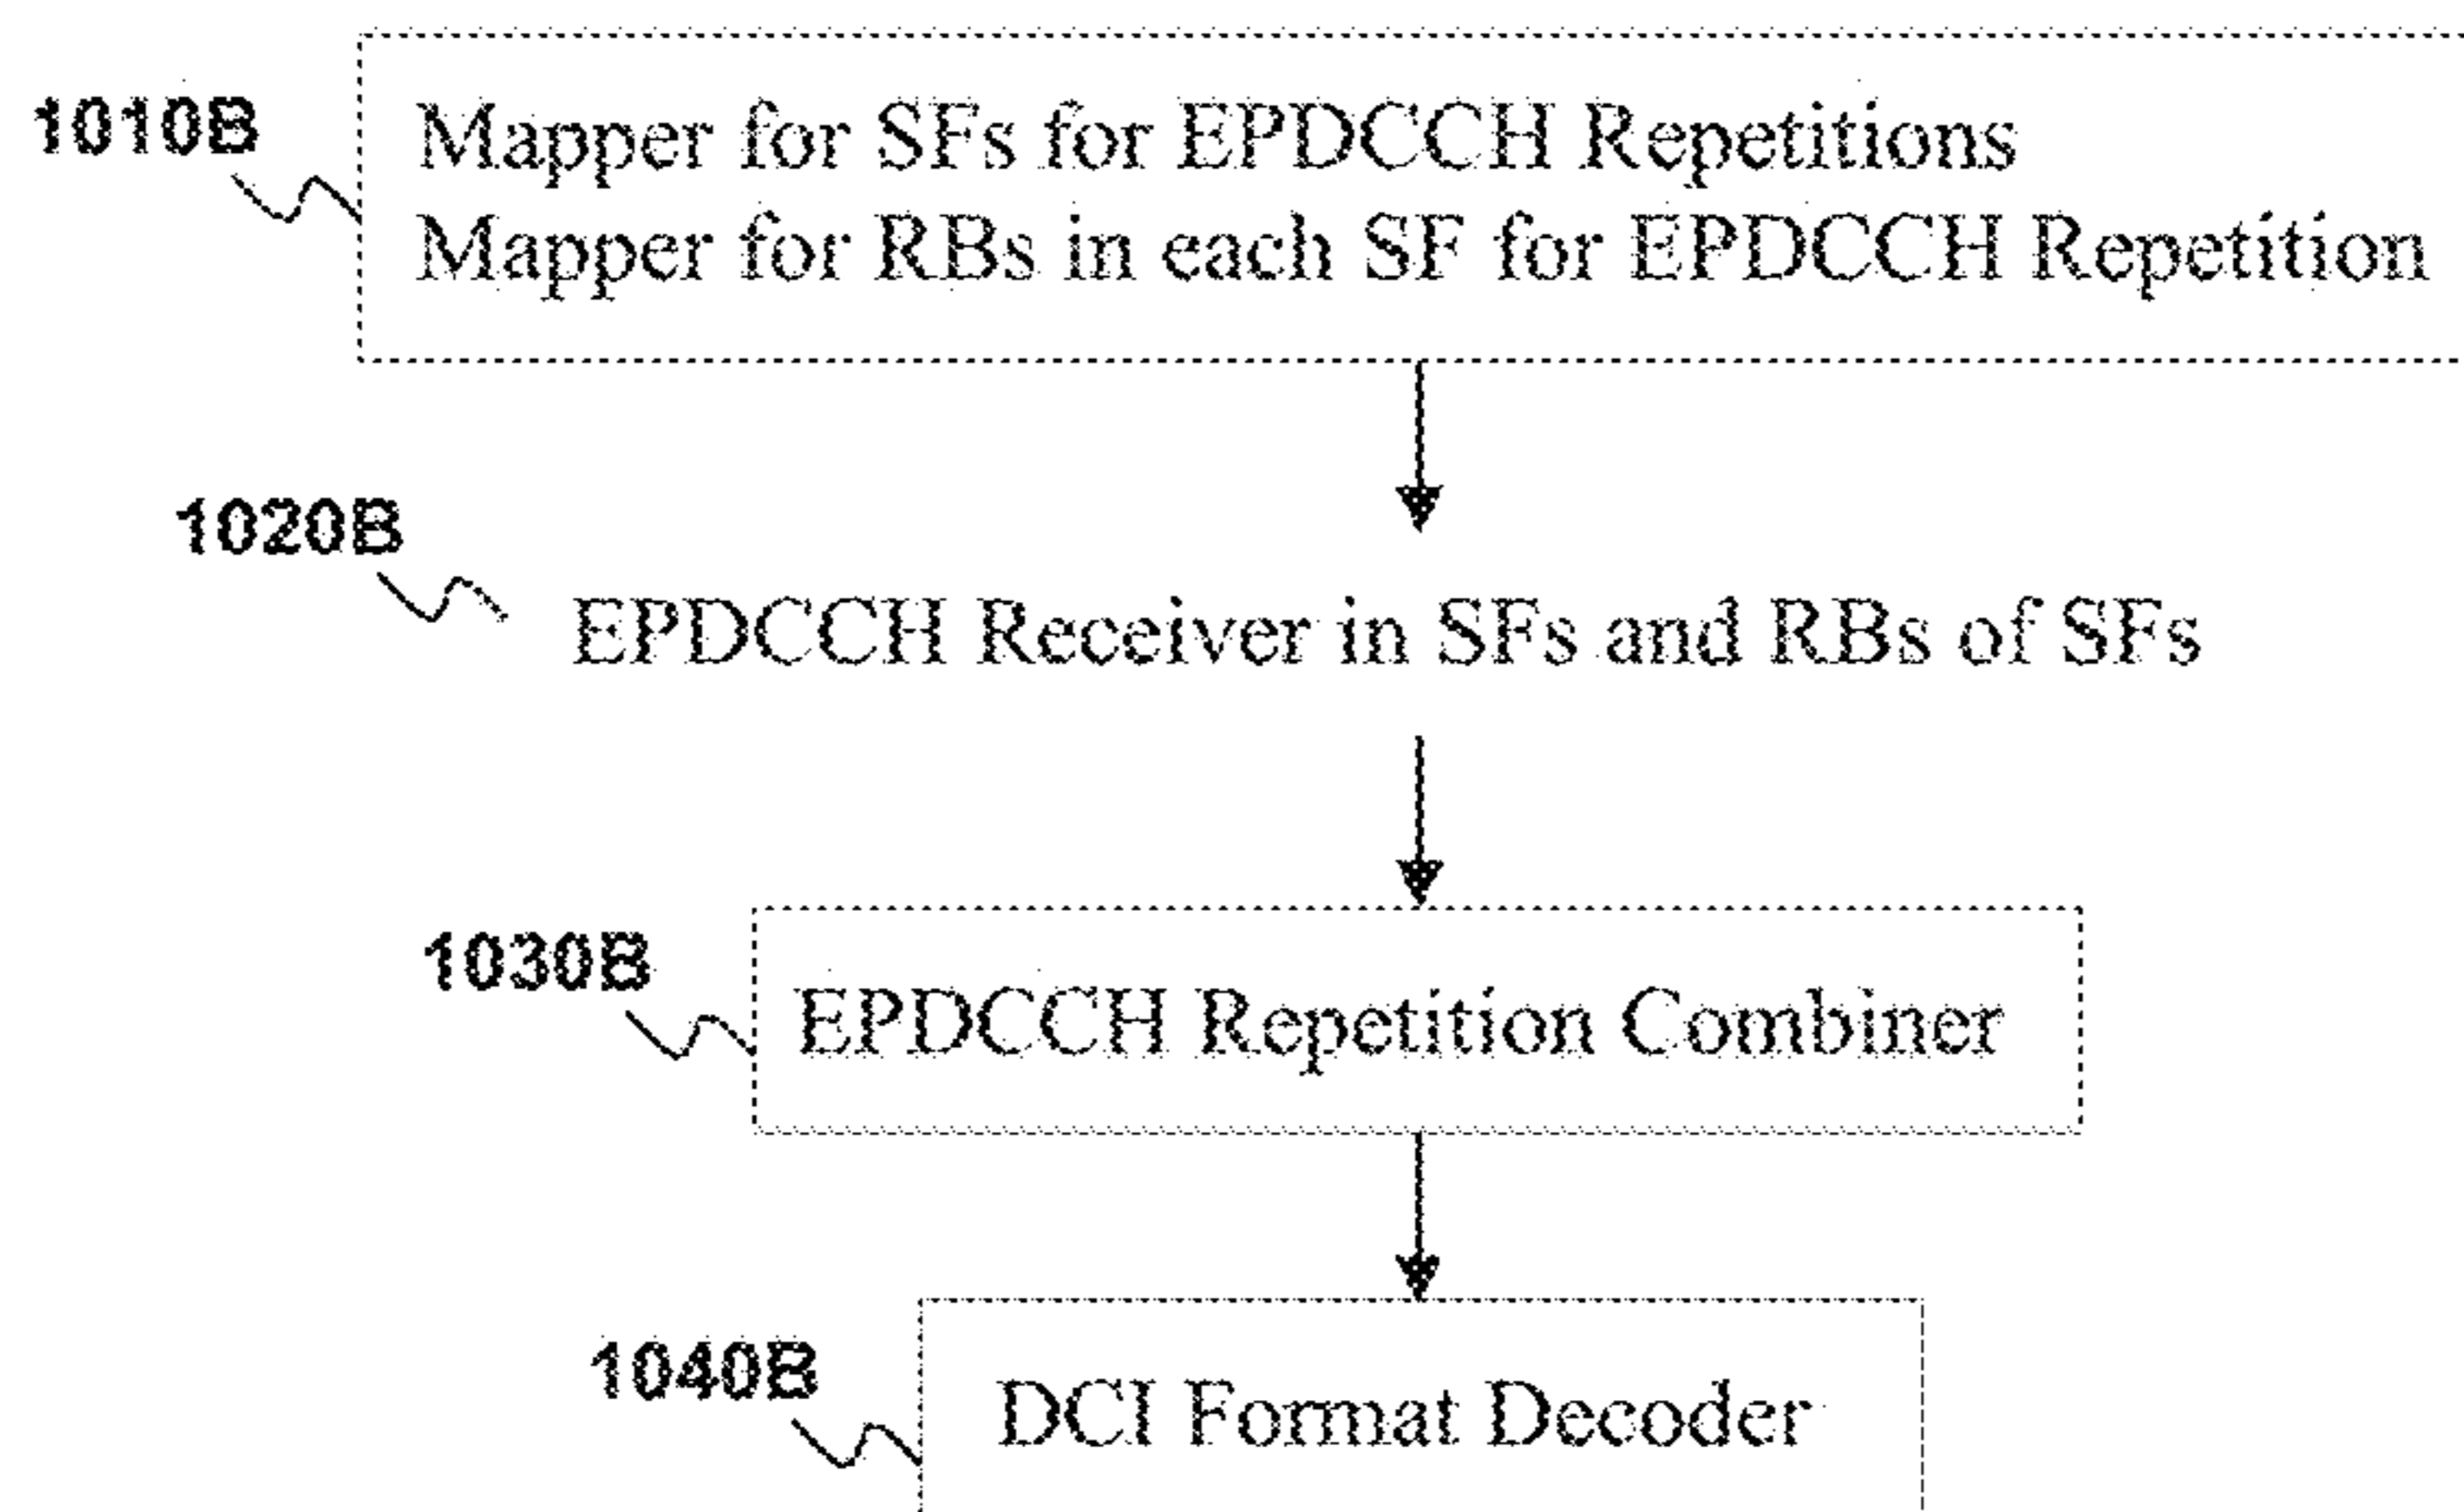 1010B
Mapper for SFs for EPDCCH Repetitions
Mapper for RBs in each SF for EPDCCH Repetition
1020B
EPDCCH Receiver in SFs and RBs of SFs
1030B
EPDCCH Repetition Combiner
1040B
DCI Format Decoder